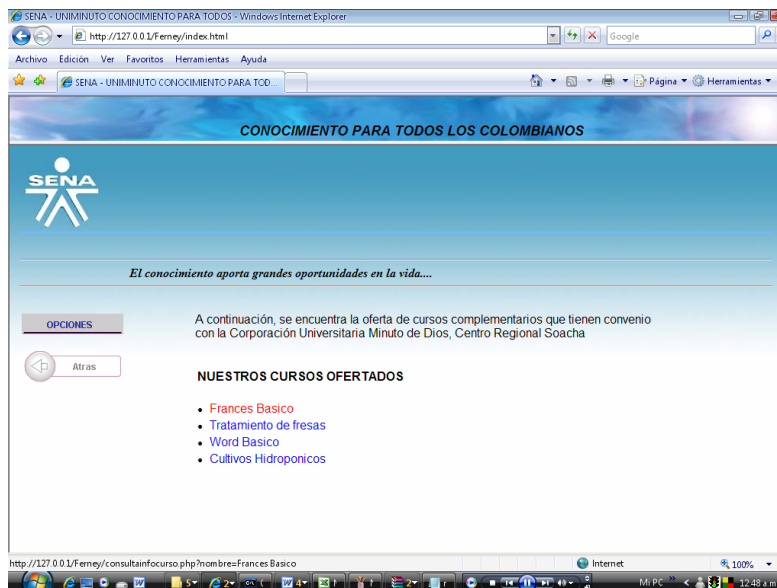 SENA - UNIMINUTO CONOCIMIENTO PARA TODOS - Windows Internet Explorer
http://127.0.0.1/Ferney/index.html
Google
Archivo Edición Ver Favoritos Herramientas Ayuda
SENA - UNIMINUTO CONOCIMIENTO PARA TOD...
Página
Herramientas
CONOCIMIENTO PARA TODOS LOS COLOMBIANOS
SENA
El conocimiento aporta grandes oportunidades en la vida....
OPCIONES
Atras
A continuación, se encuentra la oferta de cursos complementarios que tienen convenio
con la Corporación Universitaria Minuto de Dios, Centro Regional Soacha
NUESTROS CURSOS OFERTADOS
Frances Basico
Tratamiento de fresas
Word Basico
Cultivos Hidroponicos
http://127.0.0.1/Ferney/consultainfocurso.php?nombre=Frances Basico
Internet
100%
Mi PC
12:48 a.m.